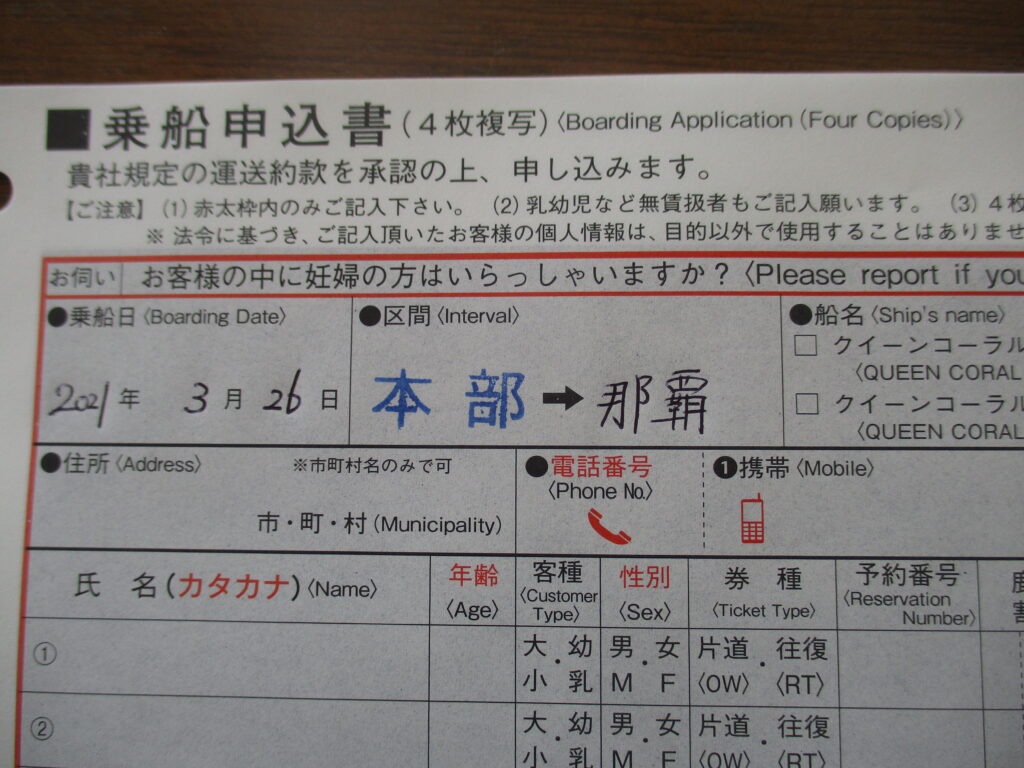 ■乗船申込書(4枚複写)〈Boarding Application (Four Copies)〉
貴社規定の運送約款を承認の上、申し込みます。
【ご注意】(1)赤太枠内のみご記入下さい。 (2)乳幼児など無賃扱者もご記入願います。 (3)4枚
※法令に基づき、ご記入頂いたお客様の個人情報は、目的以外で使用することはありませ
お伺い お客様の中に妊婦の方はいらっしゃいますか?〈Please report if you
●乗船日〈Boarding Date〉 ●区間〈Interval〉 ●船名〈Ship's name〉
□ クイーンコーラル
〈QUEEN CORAL
2021年 3月 26日 本部➡那覇
□ クイーンコーラル
〈QUEEN CORAL
●住所〈Address〉 ※市町村名のみで可 ●電話番号 ❶携帯〈Mobile〉
〈Phone No.〉
市・町・村(Municipality)
氏 名(カタカナ)〈Name〉 年齢〈Age〉 客種〈Customer Type〉 性別〈Sex〉 券 種〈Ticket Type〉 予約番号〈Reservation Number〉
① 大・幼 男・女 片道・往復
小 乳 M F 〈OW〉〈RT〉
② 大・幼 男・女 片道・往復
小 乳 M F 〈OW〉〈RT〉